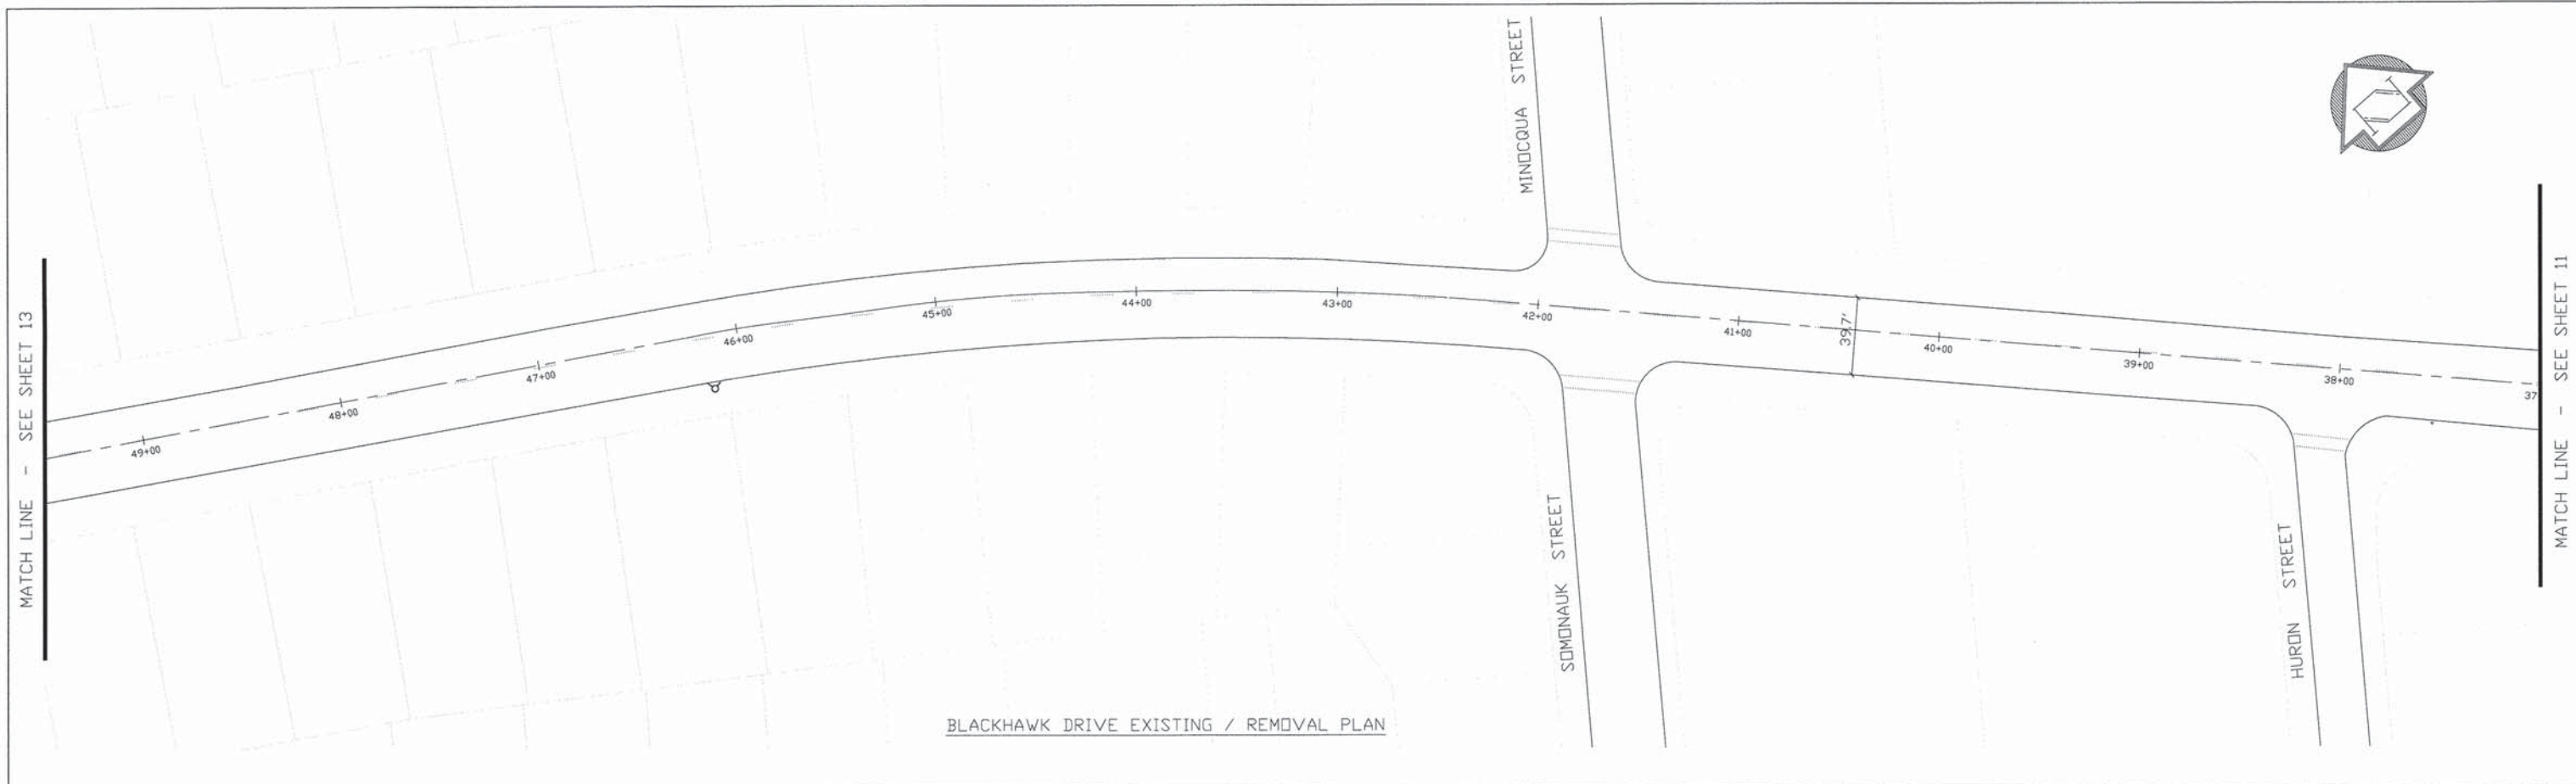 MINOCQUA STREET
MATCH LINE - SEE SHEET 13
49+00
48+00
47+00
46+00
45+00
44+00
43+00
42+00
41+00
39.7'
40+00
39+00
38+00
37
MATCH LINE - SEE SHEET 11
SOMONAUK STREET
HURON STREET
BLACKHAWK DRIVE EXISTING / REMOVAL PLAN